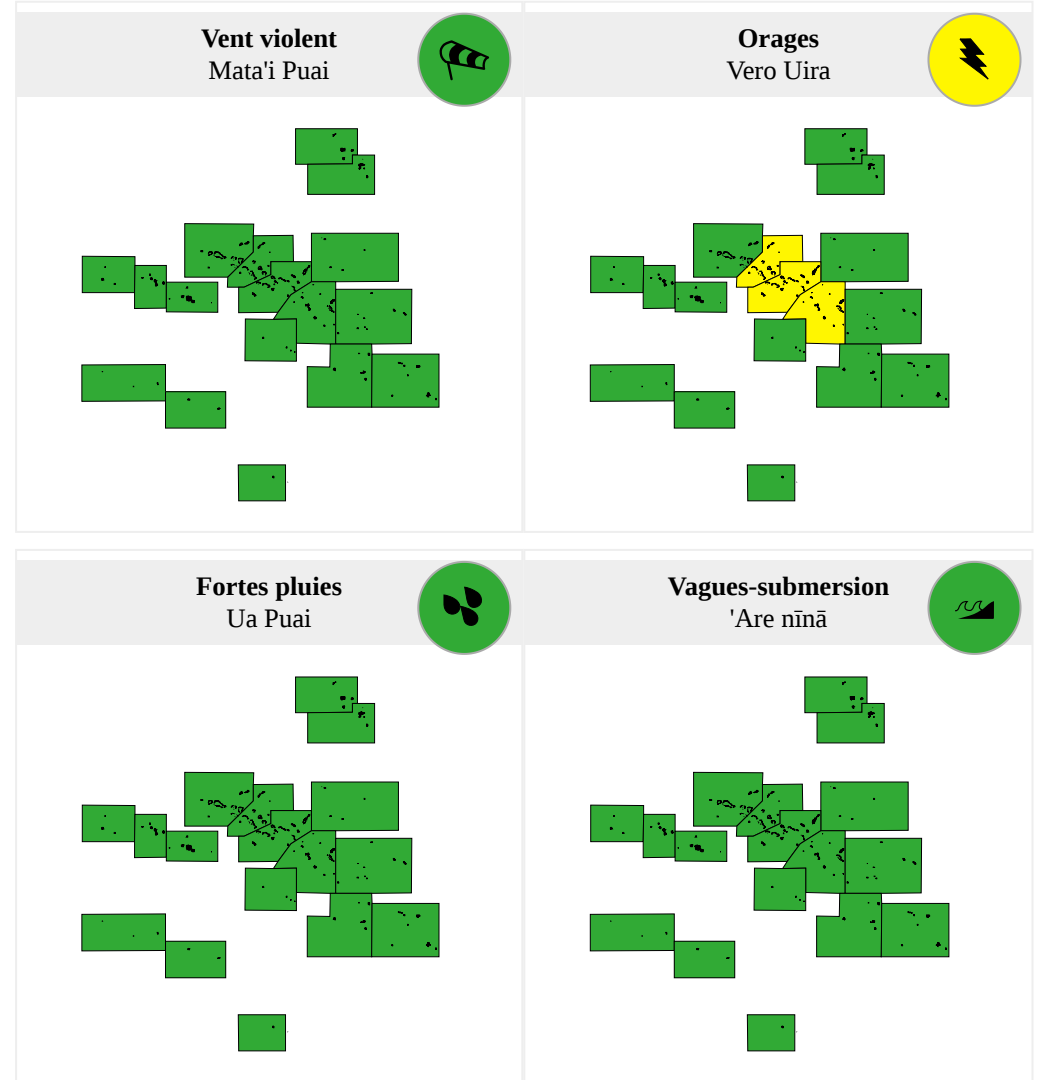 Vent violent
Mata'i Puai
Orages
Vero Uira
Fortes pluies
Ua Puai
Vagues-submersion
'Are nīnā